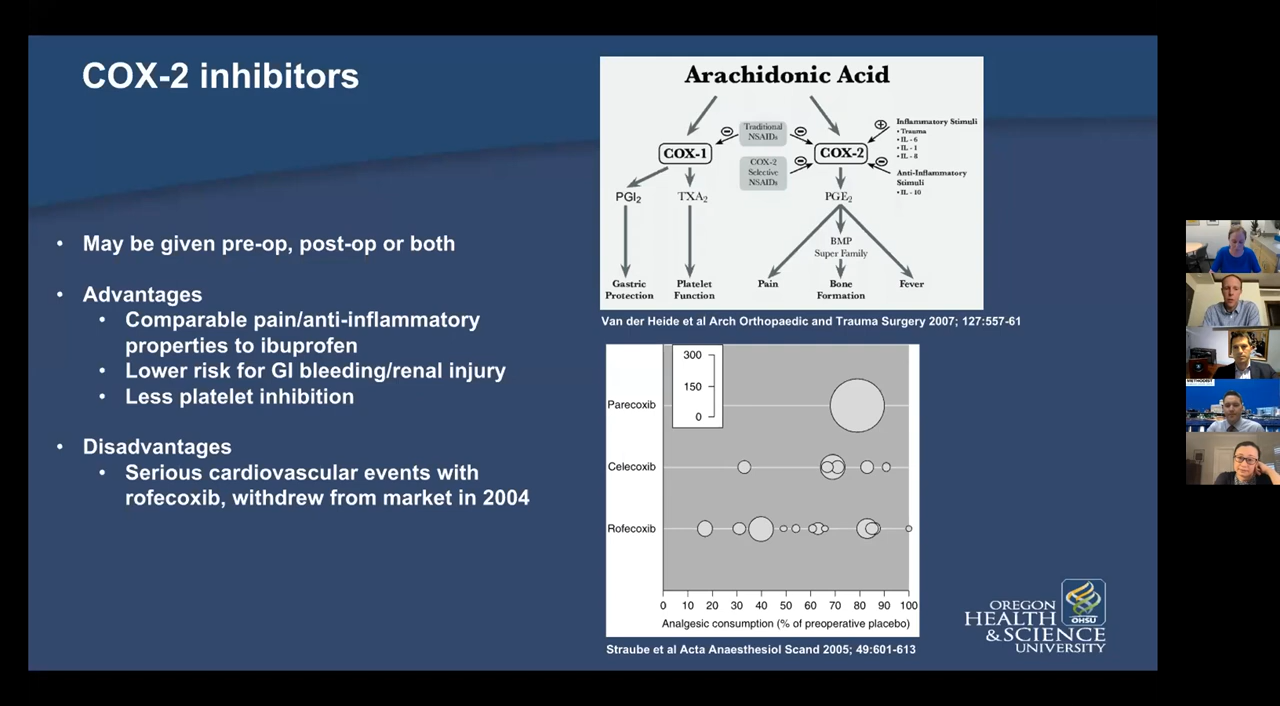 COX-2 inhibitors
• May be given pre-op, post-op or both
• Advantages
• Comparable pain/anti-inflammatory
properties to ibuprofen
• Lower risk for GI bleeding/renal injury
• Less platelet inhibition
• Disadvantages
• Serious cardiovascular events with
rofecoxib, withdrew from market in 2004
Arachidonic Acid
Traditional
NSAIDs
COX-1
COX-2
COX-2
Selective
NSAIDs
Inflammatory Stimuli
• Trauma
• IL - 6
• IL - 1
• IL - 8
Anti-Inflammatory
Stimuli
• IL - 10
PGI2
TXA2
PGE2
BMP
Super Family
Gastric
Protection
Platelet
Function
Pain
Bone
Formation
Fever
Van der Heide et al Arch Orthopaedic and Trauma Surgery 2007; 127:557-61
300
150
0
Parecoxib
Celecoxib
Rofecoxib
0 10 20 30 40 50 60 70 80 90 100
Analgesic consumption (% of preoperative placebo)
Straube et al Acta Anaesthesiol Scand 2005; 49:601-613
OREGON
HEALTH
& SCIENCE
UNIVERSITY
OHSU
METHODIST